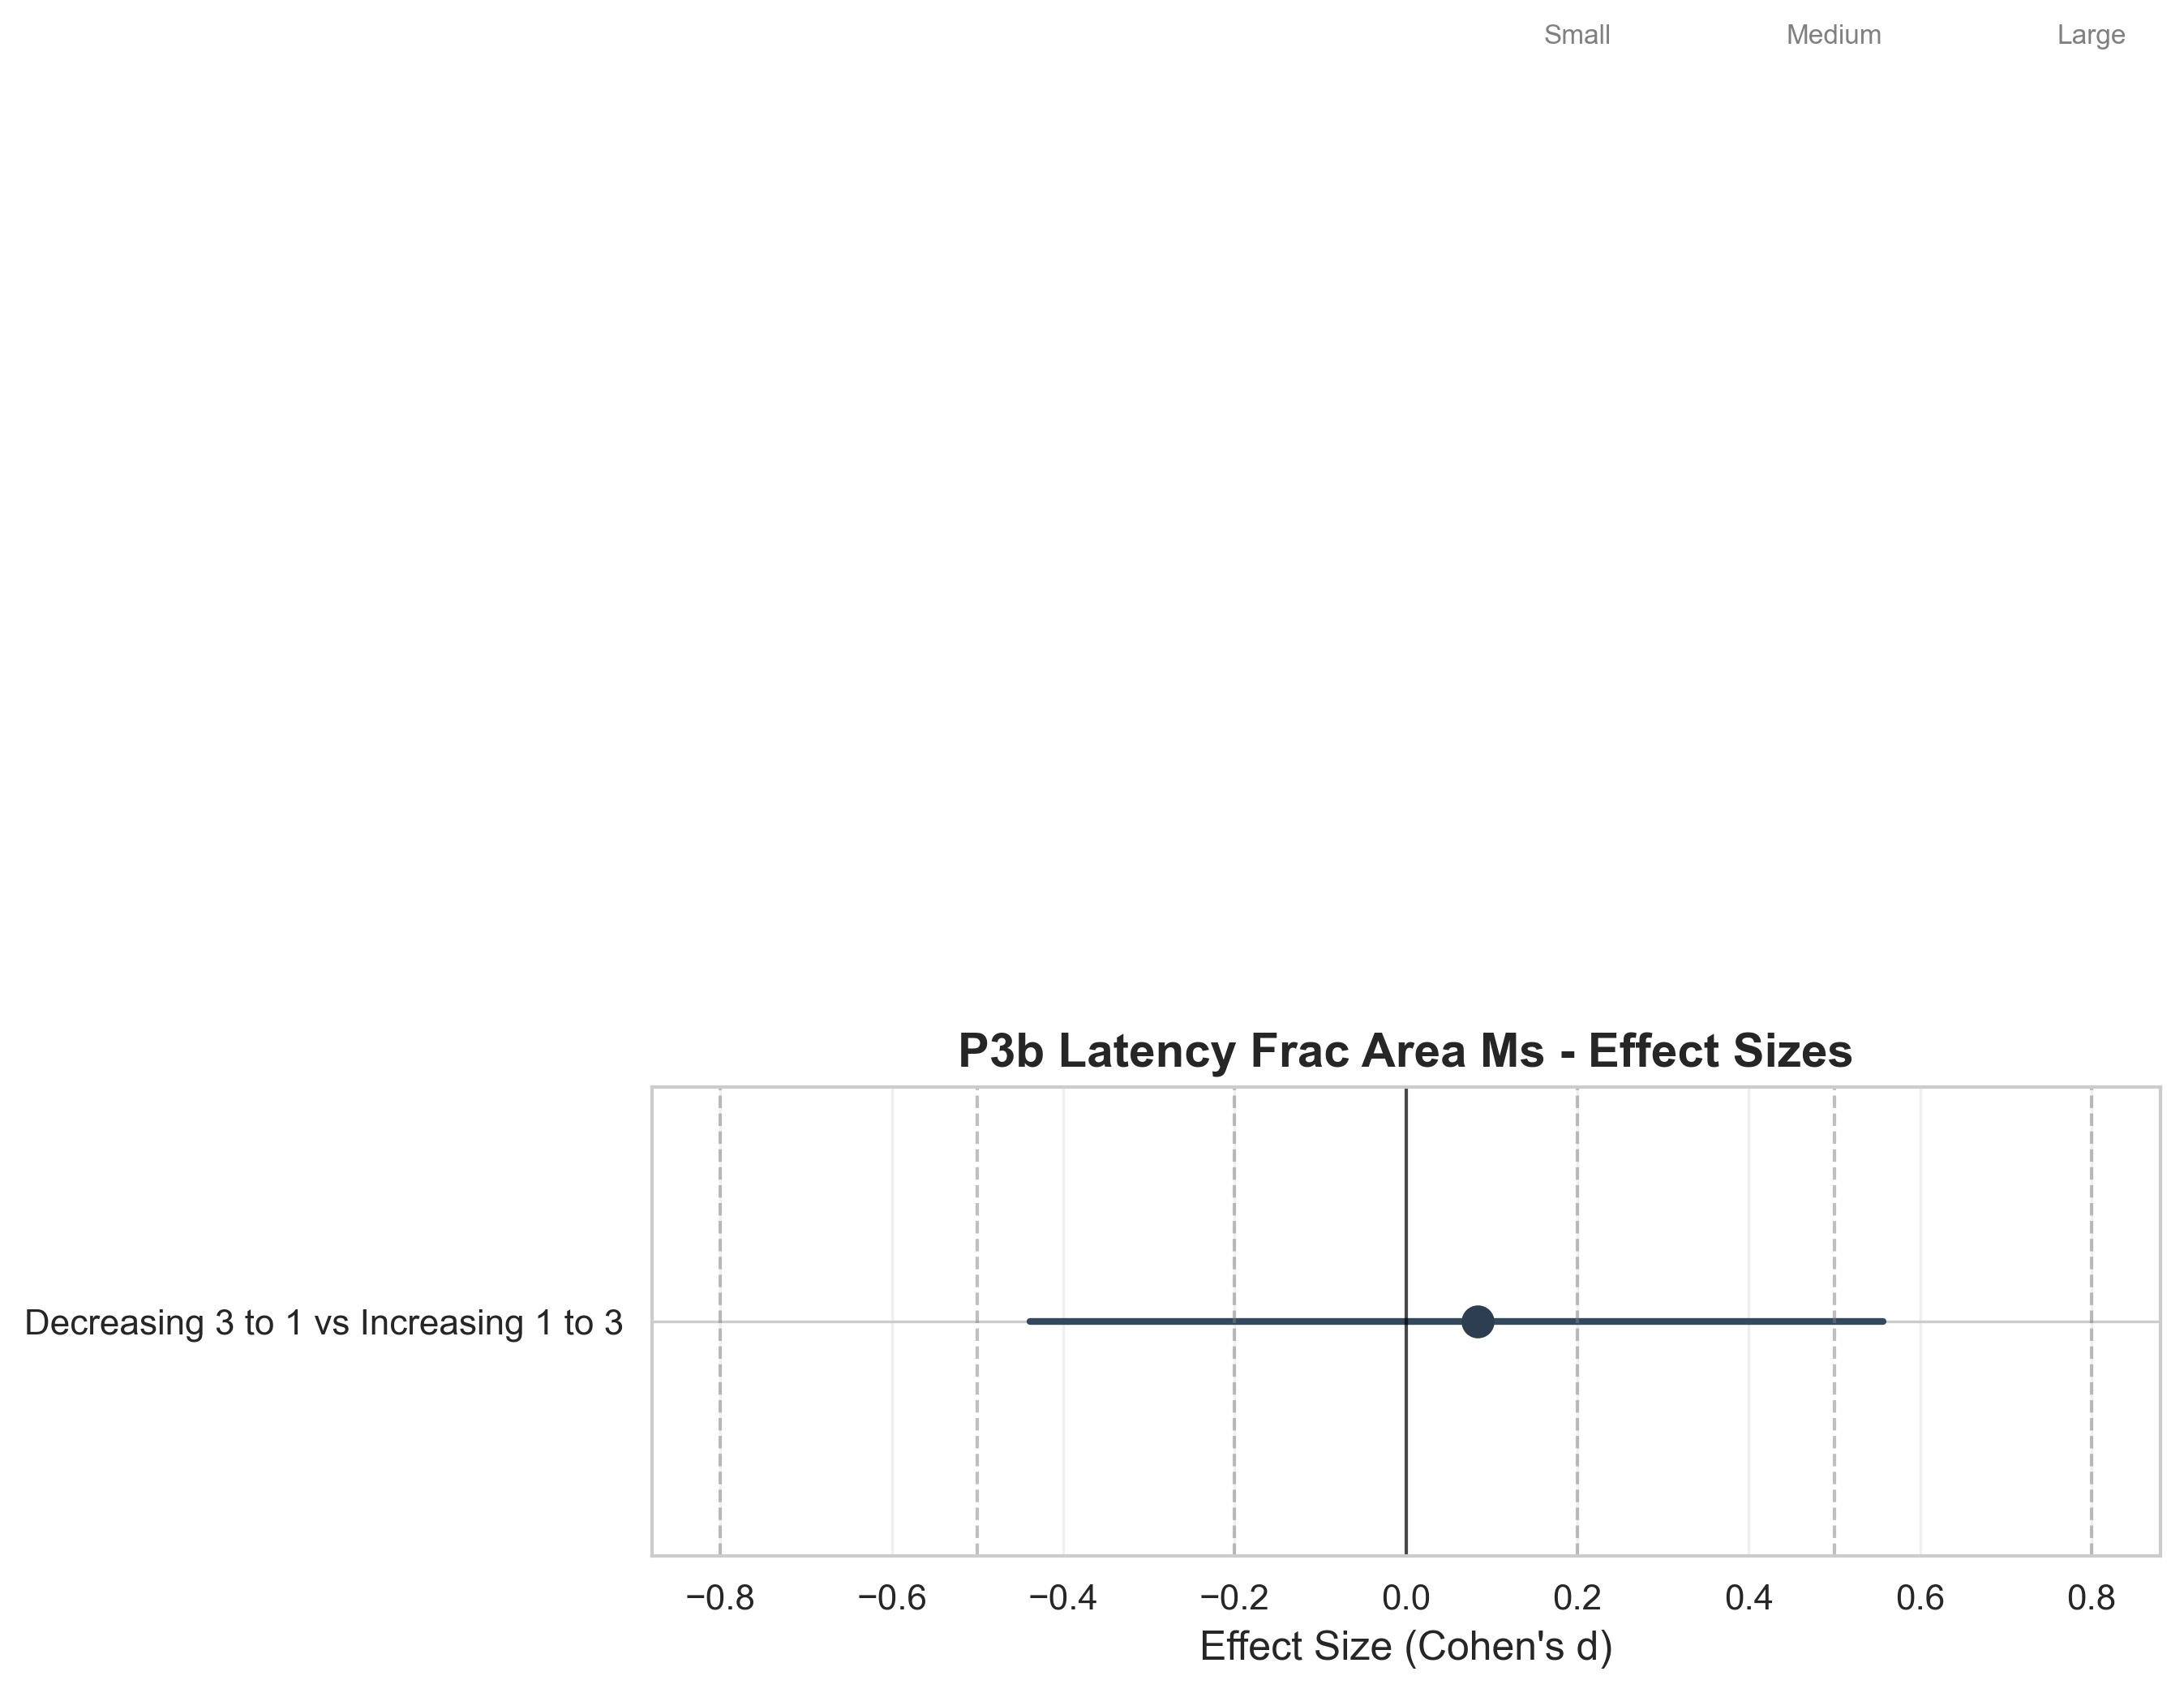 Small Medium Large
P3b Latency Frac Area Ms - Effect Sizes
Decreasing 3 to 1 vs Increasing 1 to 3
−0.8 −0.6 −0.4 −0.2 0.0 0.2 0.4 0.6 0.8
Effect Size (Cohen's d)